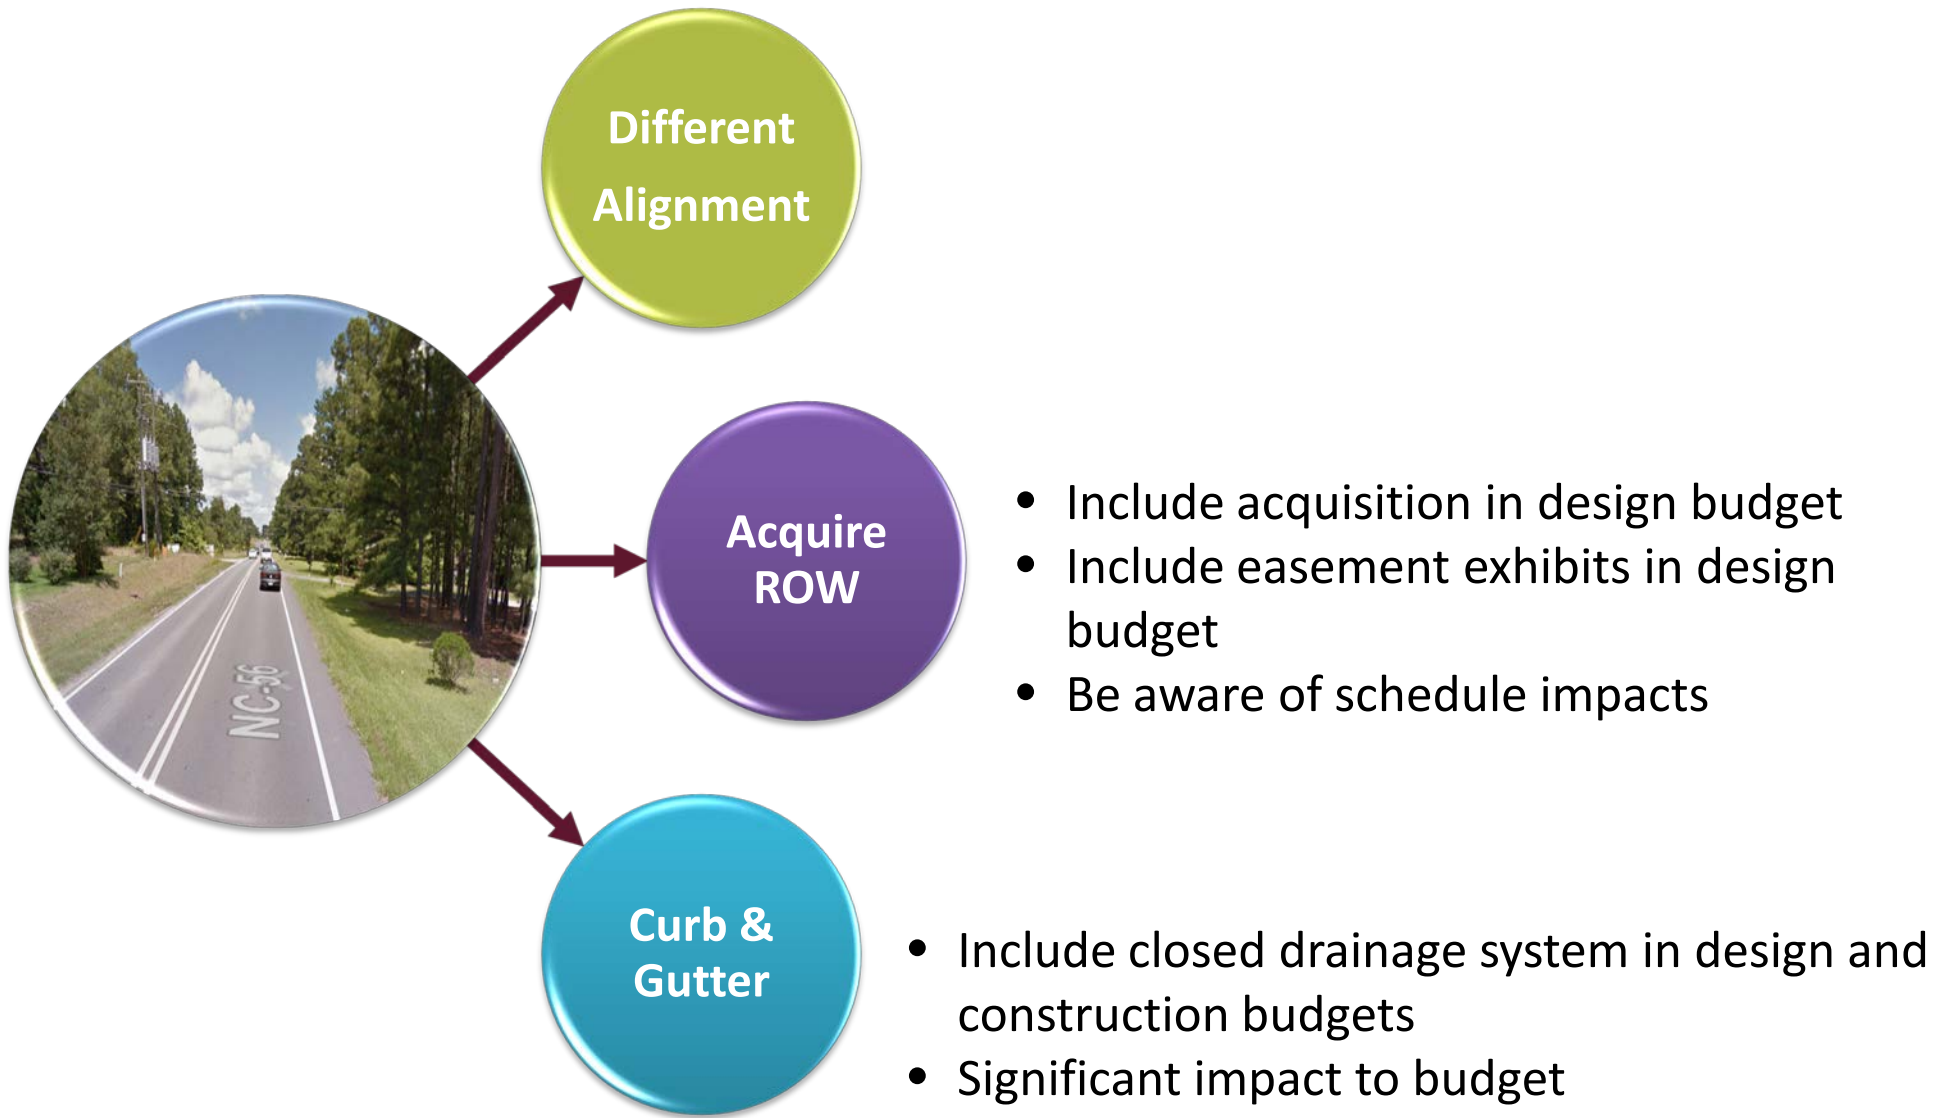 Different
Alignment
NC-56
Acquire
ROW
• Include acquisition in design budget
• Include easement exhibits in design
budget
• Be aware of schedule impacts
Curb &
Gutter
• Include closed drainage system in design and
construction budgets
• Significant impact to budget